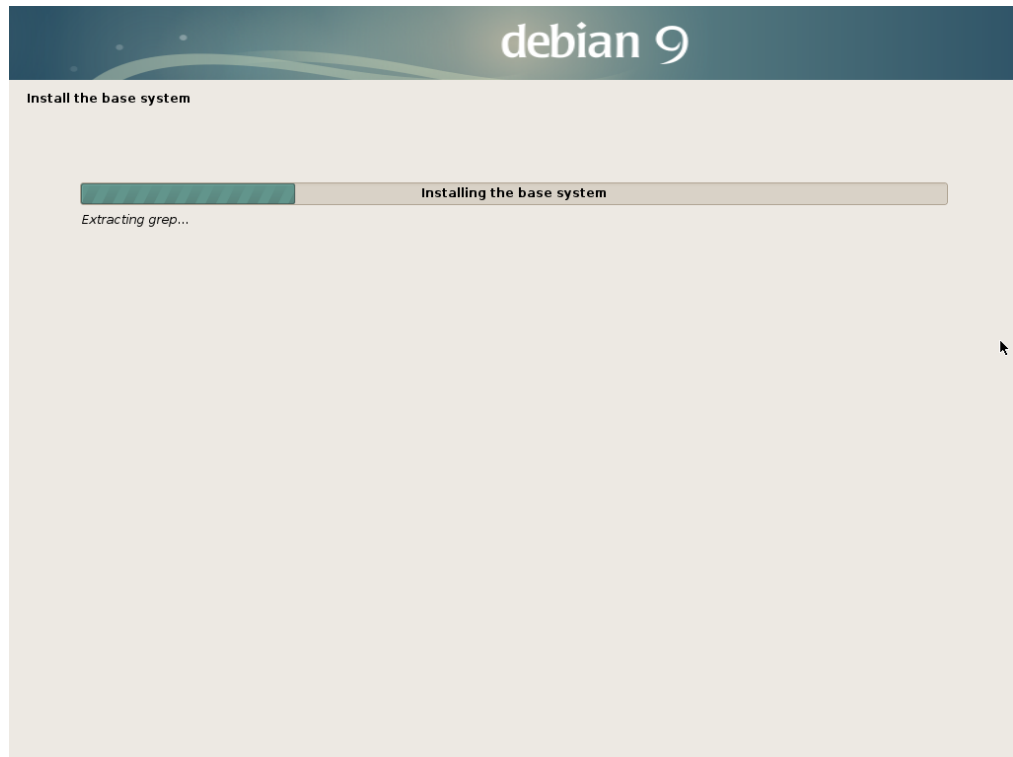 debian 9
Install the base system
Installing the base system
Extracting grep...